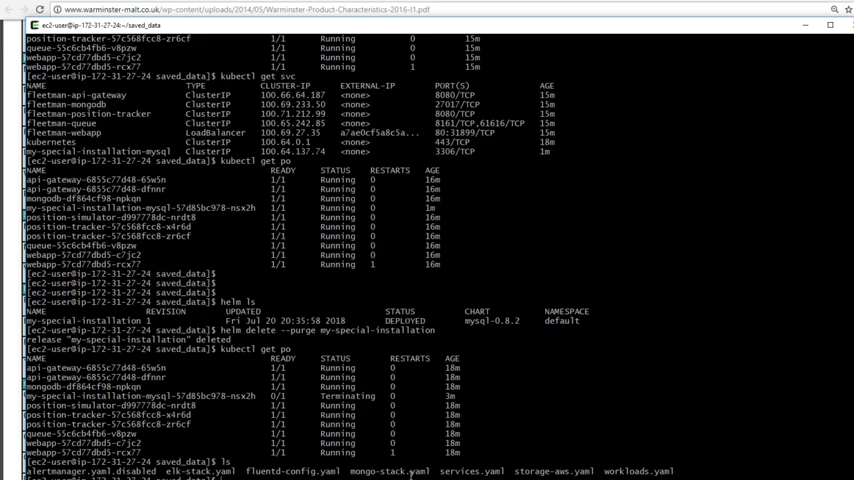 www.warminster-malt.co.uk/wp-content/uploads/2014/05/Warminster-Product-Characteristics-2016-I1.pdf
ec2-user@ip-172-31-27-24:~/saved_data
position-tracker-57c568fcc8-zr6cf 1/1 Running 0 15m
queue-55cb4cb4fb6-v8pzw 1/1 Running 0 15m
webapp-57cd77dbd5-c7jc2 1/1 Running 0 15m
webapp-57cd77dbd5-rcx77 1/1 Running 1 15m
[ec2-user@ip-172-31-27-24 saved_data]$ kubectl get svc
NAME TYPE CLUSTER-IP EXTERNAL-IP PORT(S) AGE
fleetman-api-gateway ClusterIP 100.66.64.187 <none> 8080/TCP 15m
fleetman-mongodb ClusterIP 100.69.233.50 <none> 27017/TCP 15m
fleetman-position-tracker ClusterIP 100.71.212.99 <none> 8080/TCP 15m
fleetman-queue ClusterIP 100.65.242.85 <none> 8161/TCP,61616/TCP 15m
fleetman-webapp LoadBalancer 100.69.27.35 a7ae0cf5a8c5a... 80:31899/TCP 15m
kubernetes ClusterIP 100.64.0.1 <none> 443/TCP 18m
my-special-installation-mysql ClusterIP 100.64.137.74 <none> 3306/TCP 1m
[ec2-user@ip-172-31-27-24 saved_data]$ kubectl get po
NAME READY STATUS RESTARTS AGE
api-gateway-6855c77d48-65w5n 1/1 Running 0 16m
api-gateway-6855c77d48-dfnnr 1/1 Running 0 16m
mongodb-df864cf98-npkqn 1/1 Running 0 16m
my-special-installation-mysql-57d85bc978-nsx2h 1/1 Running 0 1m
position-simulator-d997778dc-nrdt8 1/1 Running 0 16m
position-tracker-57c568fcc8-x4r6d 1/1 Running 0 16m
position-tracker-57c568fcc8-zr6cf 1/1 Running 0 16m
queue-55c6cb4fb6-v8pzw 1/1 Running 0 16m
webapp-57cd77dbd5-c7jc2 1/1 Running 0 16m
webapp-57cd77dbd5-rcx77 1/1 Running 1 16m
[ec2-user@ip-172-31-27-24 saved_data]$
[ec2-user@ip-172-31-27-24 saved_data]$
[ec2-user@ip-172-31-27-24 saved_data]$
[ec2-user@ip-172-31-27-24 saved_data]$ helm ls
NAME REVISION UPDATED STATUS CHART NAMESPACE
my-special-installation 1 Fri Jul 20 20:35:58 2018 DEPLOYED mysql-0.8.2 default
[ec2-user@ip-172-31-27-24 saved_data]$ helm delete --purge my-special-installation
release "my-special-installation" deleted
[ec2-user@ip-172-31-27-24 saved_data]$ kubectl get po
NAME READY STATUS RESTARTS AGE
api-gateway-6855c77d48-65w5n 1/1 Running 0 18m
api-gateway-6855c77d48-dfnnr 1/1 Running 0 18m
mongodb-df864cf98-npkqn 1/1 Running 0 18m
my-special-installation-mysql-57d85bc978-nsx2h 0/1 Terminating 0 3m
position-simulator-d997778dc-nrdt8 1/1 Running 0 18m
position-tracker-57c568fcc8-x4r6d 1/1 Running 0 18m
position-tracker-57c568fcc8-zr6cf 1/1 Running 0 18m
queue-55c6cb4fb6-v8pzw 1/1 Running 0 18m
webapp-57cd77dbd5-c7jc2 1/1 Running 0 18m
webapp-57cd77dbd5-rcx77 1/1 Running 1 18m
[ec2-user@ip-172-31-27-24 saved_data]$ ls
alertmanager.yaml.disabled elk-stack.yaml fluentd-config.yaml mongo-stack.yaml services.yaml storage-aws.yaml workloads.yaml
[ec2-user@ip-172-31-27-24 saved_data]$